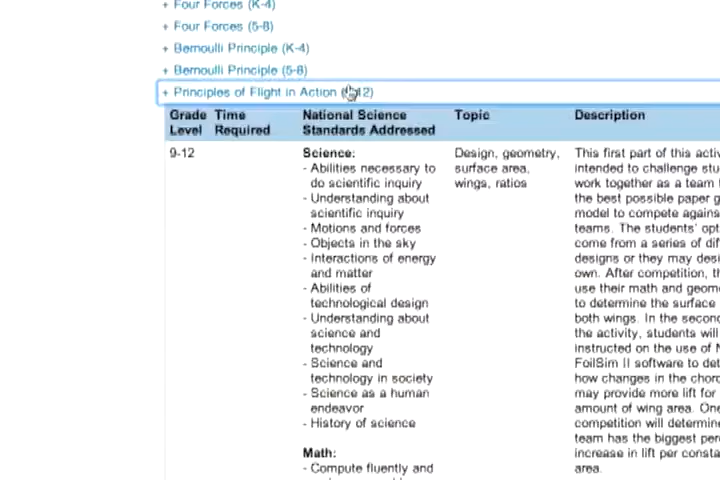 + Four Forces (K-4)
+ Four Forces (5-8)
+ Bernoulli Principle (K-4)
+ Bernoulli Principle (5-8)
+ Principles of Flight in Action ( 12)
Grade Level
Time Required
National Science Standards Addressed
Topic
Description
9-12
Science:
- Abilities necessary to
do scientific inquiry
- Understanding about
scientific inquiry
- Motions and forces
- Objects in the sky
- Interactions of energy
and matter
- Abilities of
technological design
- Understanding about
science and
technology
- Science and
technology in society
- Science as a human
endeavor
- History of science
Math:
- Compute fluently and
Design, geometry,
surface area,
wings, ratios
This first part of this activ
intended to challenge stu
work together as a team t
the best possible paper g
model to compete agains
teams. The students' opt
come from a series of dif
designs or they may desi
own. After competition, th
use their math and geom
to determine the surface
both wings. In the secon
the activity, students will
instructed on the use of N
FoilSim II software to det
how changes in the chor
may provide more lift for
amount of wing area. On
competition will determin
team has the biggest per
increase in lift per consta
area.